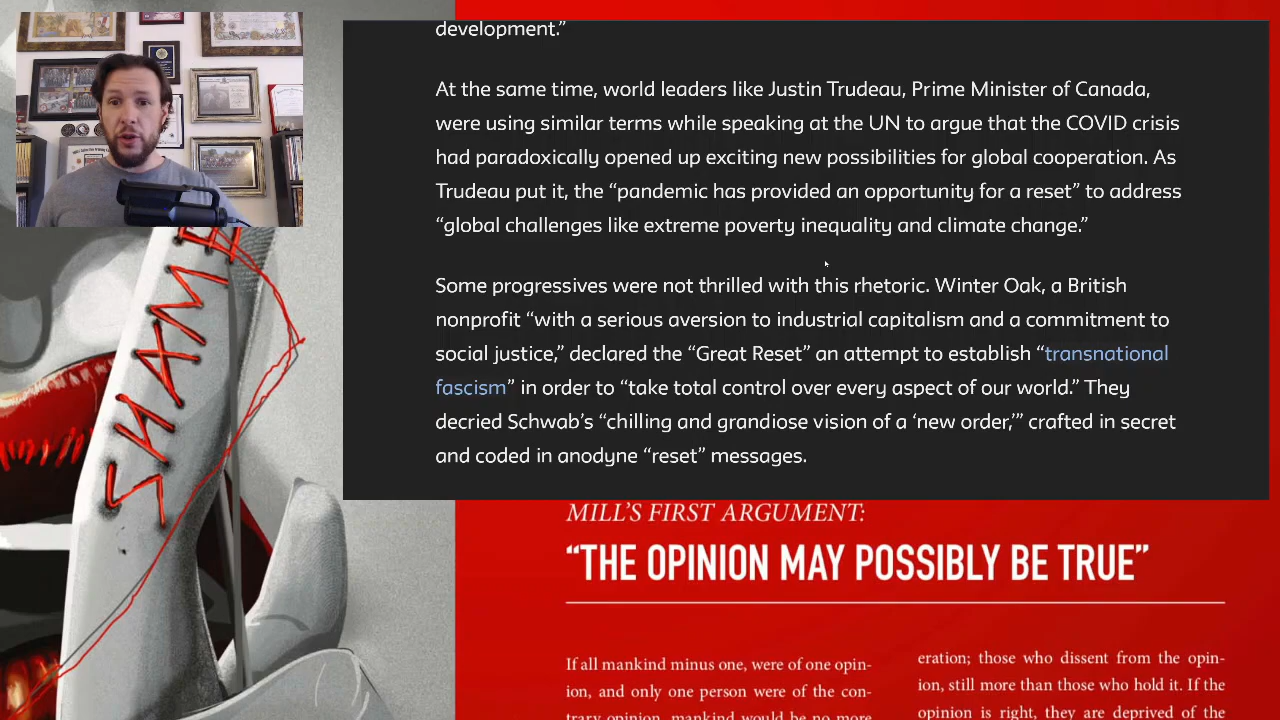 development.”
At the same time, world leaders like Justin Trudeau, Prime Minister of Canada,
were using similar terms while speaking at the UN to argue that the COVID crisis
had paradoxically opened up exciting new possibilities for global cooperation. As
Trudeau put it, the “pandemic has provided an opportunity for a reset” to address
“global challenges like extreme poverty inequality and climate change.”
Some progressives were not thrilled with this rhetoric. Winter Oak, a British
nonprofit “with a serious aversion to industrial capitalism and a commitment to
social justice,” declared the “Great Reset” an attempt to establish “transnational
fascism” in order to “take total control over every aspect of our world.” They
decried Schwab’s “chilling and grandiose vision of a ‘new order,’” crafted in secret
and coded in anodyne “reset” messages.
SHAME
MILL’S FIRST ARGUMENT:
“THE OPINION MAY POSSIBLY BE TRUE”
If all mankind minus one, were of one opin-
ion, and only one person were of the con-
trary opinion, mankind would be no more
eration; those who dissent from the opin-
ion, still more than those who hold it. If the
opinion is right, they are deprived of the